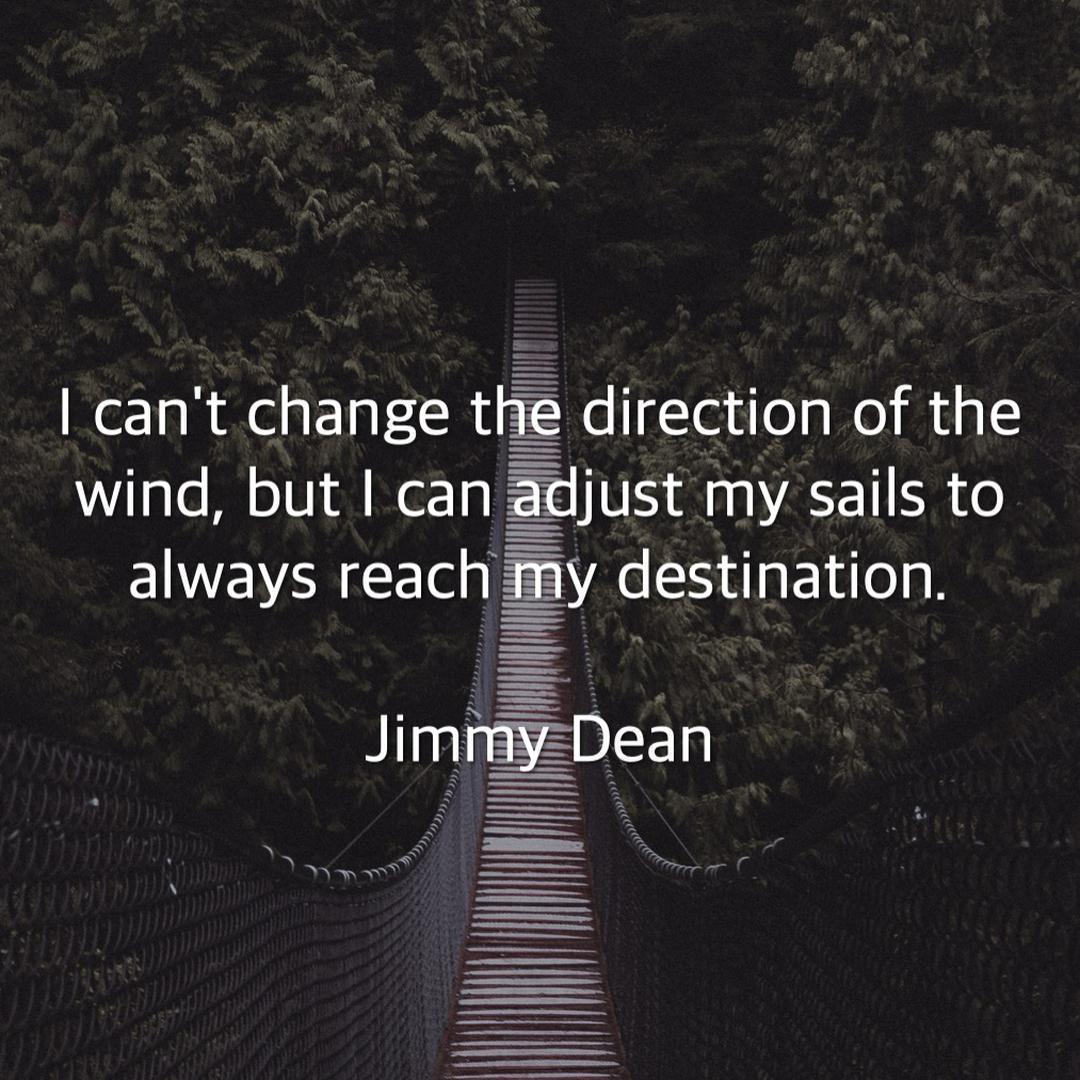 I can't change the direction of the
wind, but I can adjust my sails to
always reach my destination.
Jimmy Dean